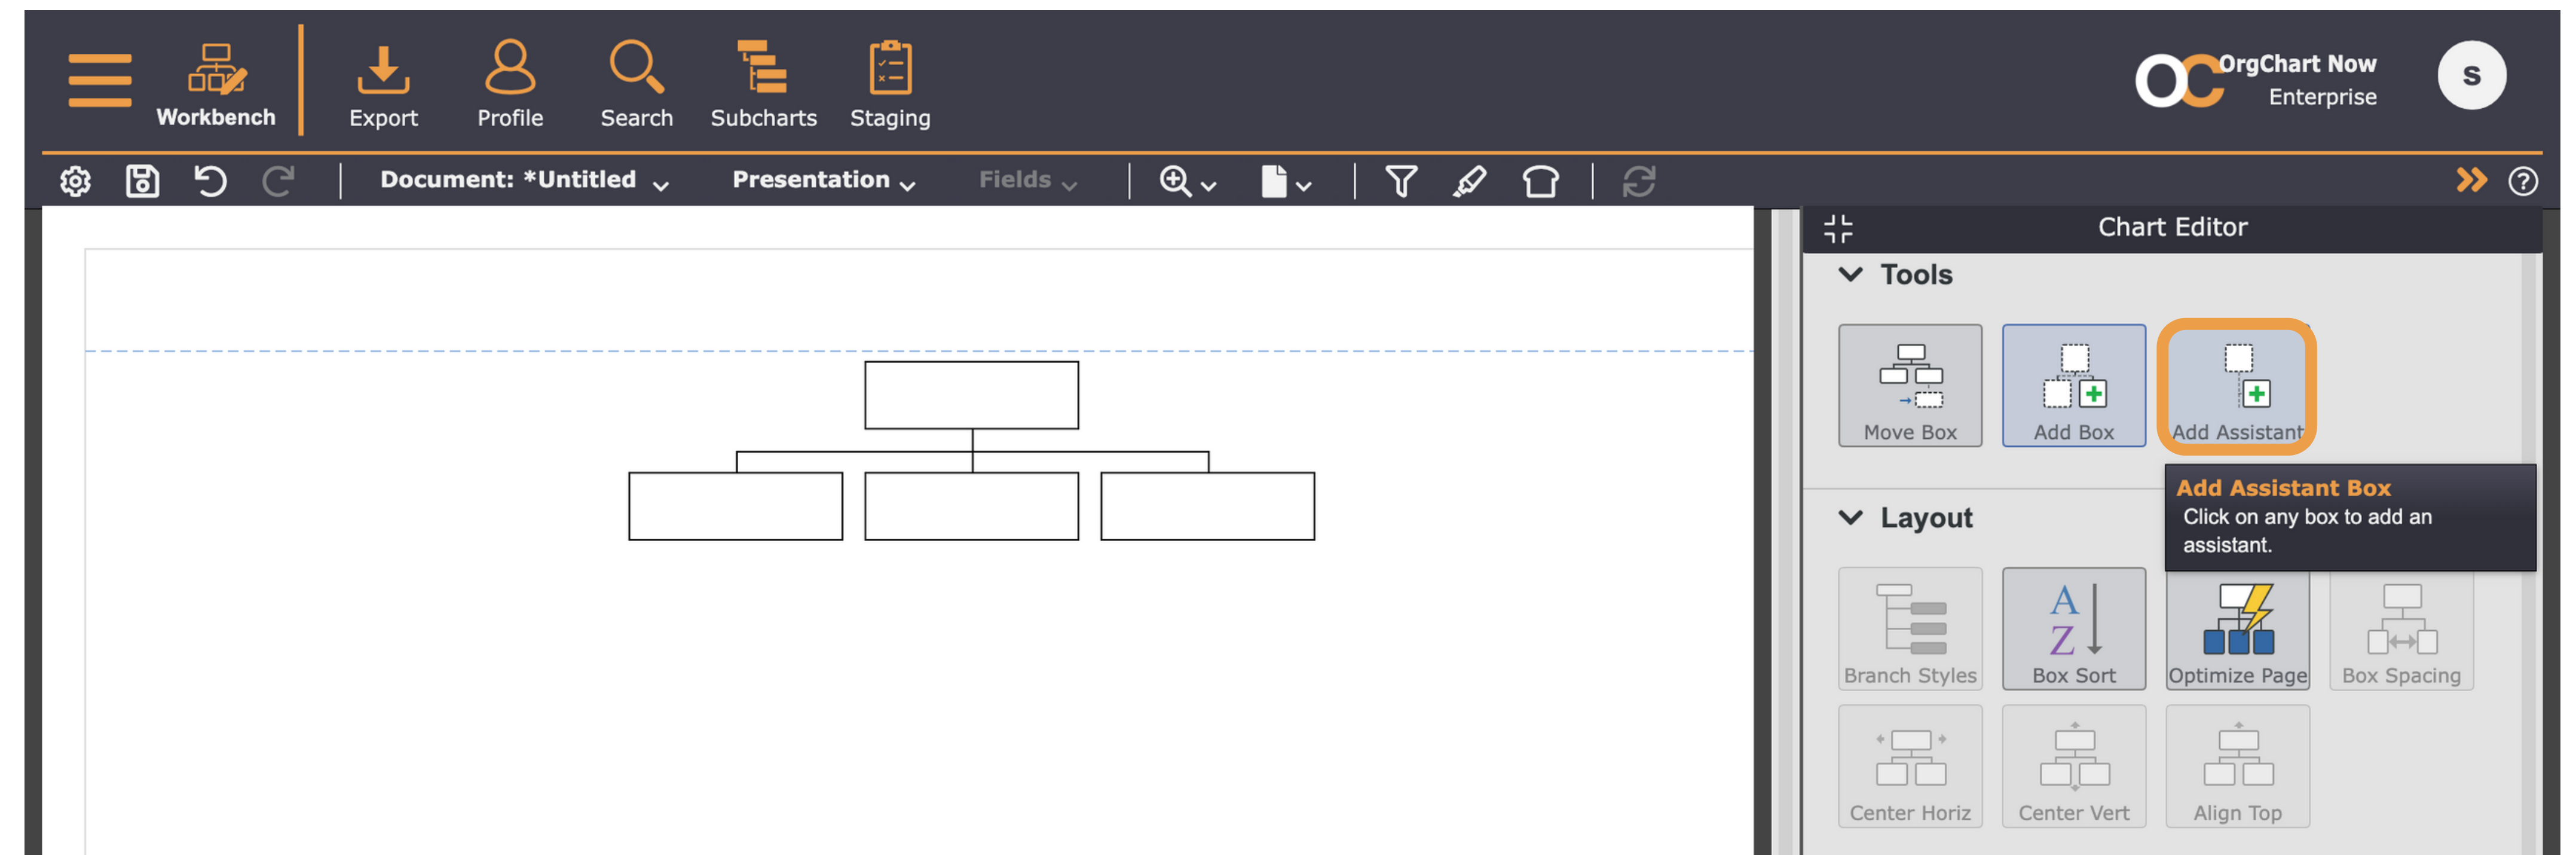 Workbench
Export
Profile
Search
Subcharts
Staging
OC OrgChart Now
Enterprise
S
Document: *Untitled
Presentation
Fields
?
Chart Editor
Tools
Move Box
Add Box
Add Assistant
Add Assistant Box
Click on any box to add an
assistant.
Layout
A
Z
Branch Styles
Box Sort
Optimize Page
Box Spacing
Center Horiz
Center Vert
Align Top